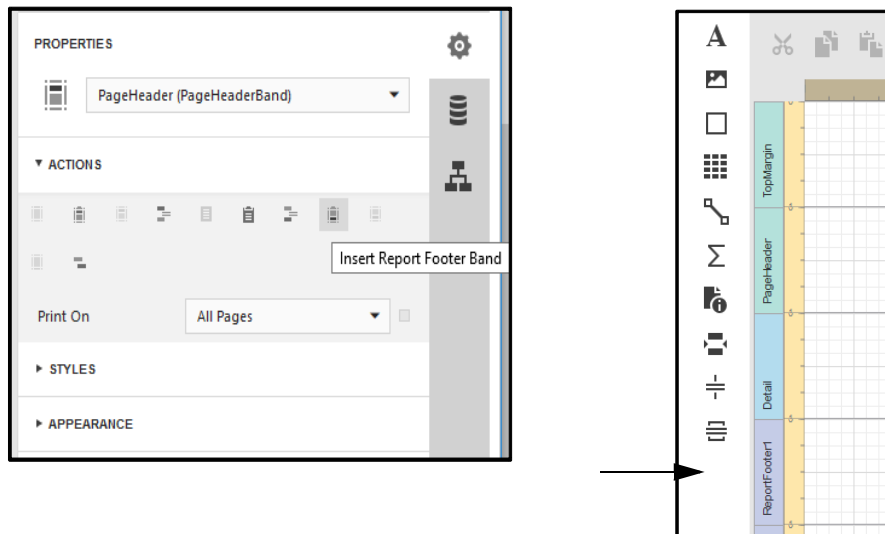 PROPERTIES
PageHeader (PageHeaderBand)
ACTIONS
Insert Report Footer Band
Print On
All Pages
STYLES
APPEARANCE
A
TopMargin
PageHeader
Detail
ReportFooter1